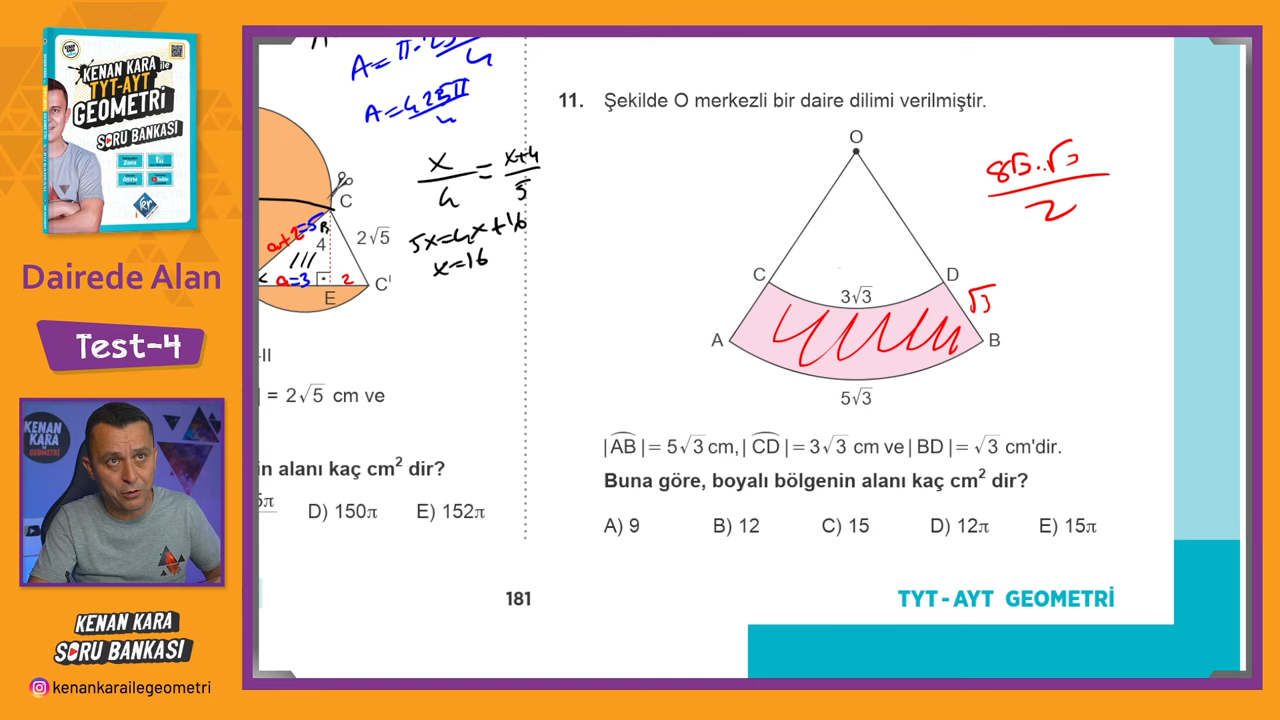 KENAN KARA ile
TYT-AYT
GEOMETRİ
SORU BANKASI
Dairede Alan
Test-4
KENAN KARA
SORU BANKASI
kenankarailegeometri
A=
A=
x/4 = x+4/5
5x=4x+16
x=16
C
2√5
a+2=5
4
a=3
2
E
C'
-II
= 2√5 cm ve
n alanı kaç cm² dir?
5π
D) 150π E) 152π
181
11. Şekilde O merkezli bir daire dilimi verilmiştir.
O
8√3.√3
2
C
D
3√3
√3
A
B
5√3
|AB| = 5√3 cm, |CD| = 3√3 cm ve |BD| = √3 cm'dir.
Buna göre, boyalı bölgenin alanı kaç cm² dir?
A) 9 B) 12 C) 15 D) 12π E) 15π
TYT - AYT GEOMETRİ